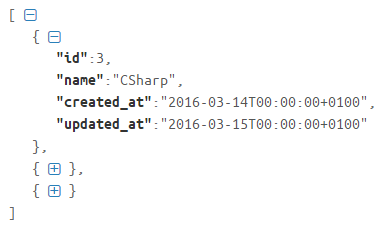 [
{
"id":3,
"name":"CSharp",
"created_at":"2016-03-14T00:00:00+0100",
"updated_at":"2016-03-15T00:00:00+0100"
},
{ },
{ }
]